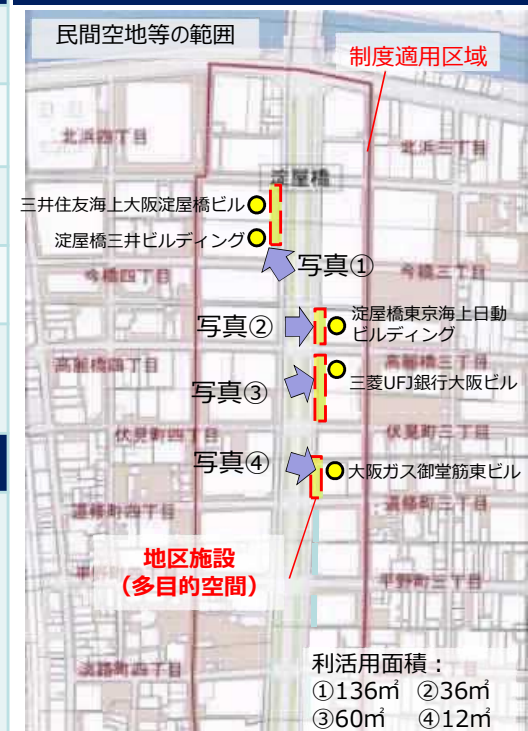 民間空地等の範囲
制度適用区域
北浜四丁目
北浜三丁目
淀屋橋
三井住友海上大阪淀屋橋ビル
淀屋橋三井ビルディング
写真①
今橋四丁目
今橋三丁目
写真②
淀屋橋東京海上日動
ビルディング
高麗橋四丁目
高麗橋三丁目
三菱UFJ銀行大阪ビル
写真③
伏見町四丁目
伏見町三丁目
写真④
大阪ガス御堂筋東ビル
道修町四丁目
道修町三丁目
地区施設
(多目的空間)
平野町三丁目
淡路町四丁目
利活用面積：
①136㎡ ②36㎡
③60㎡ ④12㎡